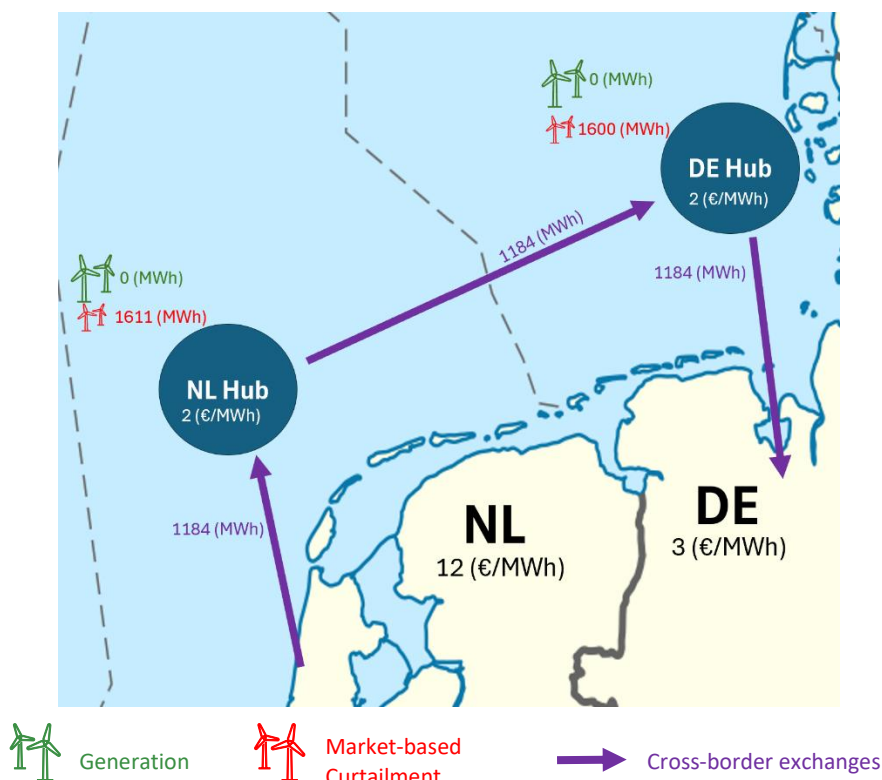 0 (MWh)
1600 (MWh)
DE Hub
2 (€/MWh)
1184 (MWh)
1184 (MWh)
0 (MWh)
1611 (MWh)
NL Hub
2 (€/MWh)
1184 (MWh)
NL
12 (€/MWh)
DE
3 (€/MWh)
Generation
Market-based
Curtailment
Cross-border exchanges